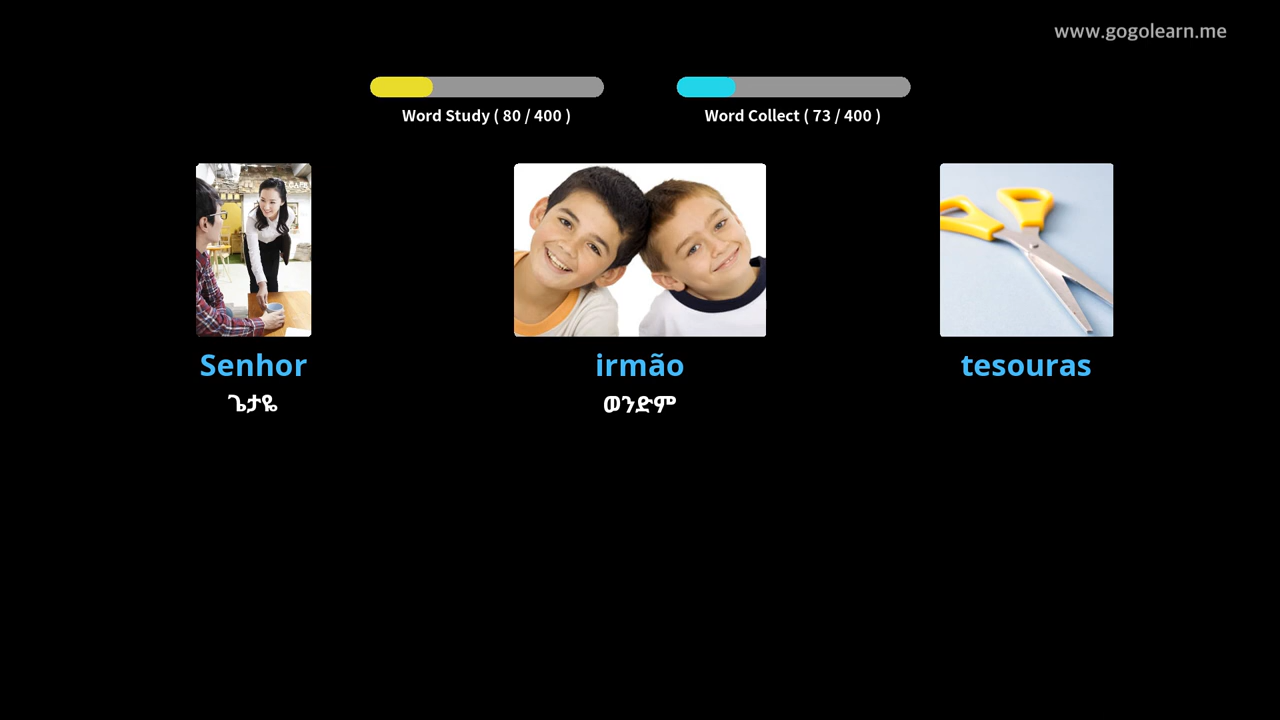 www.gogolearn.me
Word Study ( 80 / 400 )
Word Collect ( 73 / 400 )
Senhor
ጌታዬ
irmão
ወንድም
tesouras